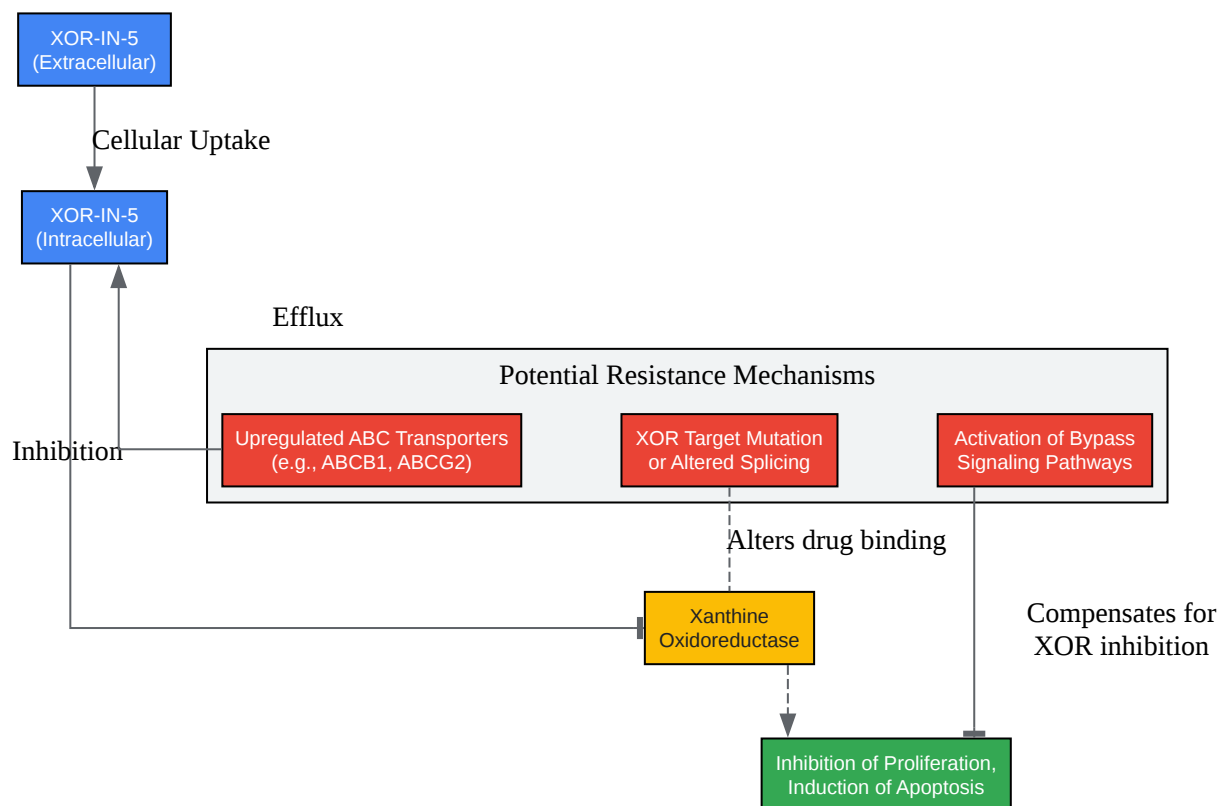 XOR-IN-5
(Extracellular)
Cellular Uptake
XOR-IN-5
(Intracellular)
Efflux
Potential Resistance Mechanisms
Upregulated ABC Transporters
(e.g., ABCB1, ABCG2)
XOR Target Mutation
or Altered Splicing
Activation of Bypass
Signaling Pathways
Inhibition
Alters drug binding
Xanthine
Oxidoreductase
Compensates for
XOR inhibition
Inhibition of Proliferation,
Induction of Apoptosis